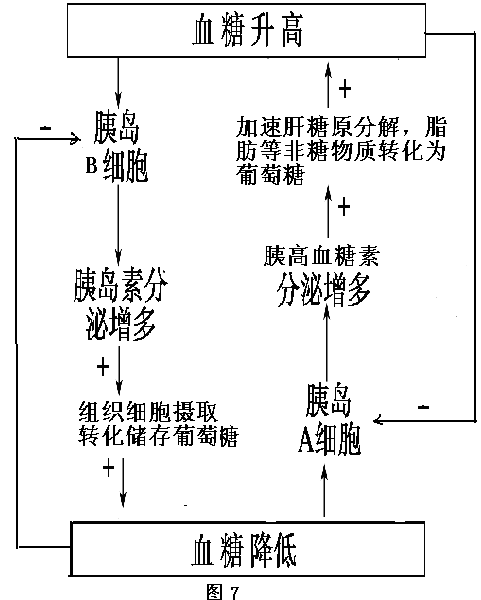 血糖升高
+
-
胰岛
B细胞
加速肝糖原分解，脂
肪等非糖物质转化为
葡萄糖
+
胰岛素分
泌增多
胰高血糖素
分泌增多
+
组织细胞摄取
转化储存葡萄糖
胰岛
A细胞
-
+
血糖降低
图7